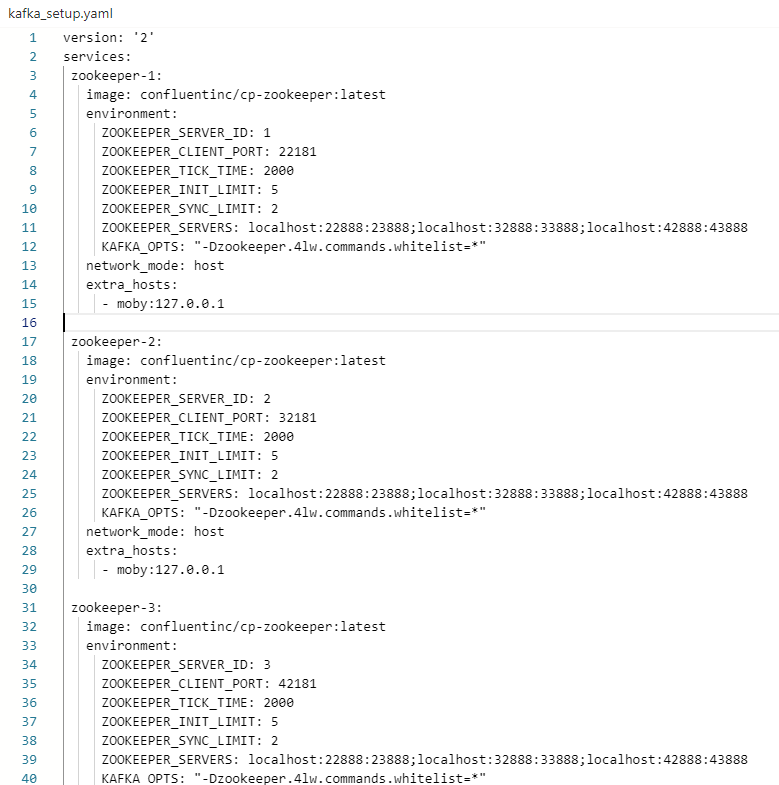 kafka_setup.yaml
1 version: '2'
2 services:
3 zookeeper-1:
4 image: confluentinc/cp-zookeeper:latest
5 environment:
6 ZOOKEEPER_SERVER_ID: 1
7 ZOOKEEPER_CLIENT_PORT: 22181
8 ZOOKEEPER_TICK_TIME: 2000
9 ZOOKEEPER_INIT_LIMIT: 5
10 ZOOKEEPER_SYNC_LIMIT: 2
11 ZOOKEEPER_SERVERS: localhost:22888:23888;localhost:32888:33888;localhost:42888:43888
12 KAFKA_OPTS: "-Dzookeeper.4lw.commands.whitelist=*"
13 network_mode: host
14 extra_hosts:
15 - moby:127.0.0.1
16
17 zookeeper-2:
18 image: confluentinc/cp-zookeeper:latest
19 environment:
20 ZOOKEEPER_SERVER_ID: 2
21 ZOOKEEPER_CLIENT_PORT: 32181
22 ZOOKEEPER_TICK_TIME: 2000
23 ZOOKEEPER_INIT_LIMIT: 5
24 ZOOKEEPER_SYNC_LIMIT: 2
25 ZOOKEEPER_SERVERS: localhost:22888:23888;localhost:32888:33888;localhost:42888:43888
26 KAFKA_OPTS: "-Dzookeeper.4lw.commands.whitelist=*"
27 network_mode: host
28 extra_hosts:
29 - moby:127.0.0.1
30
31 zookeeper-3:
32 image: confluentinc/cp-zookeeper:latest
33 environment:
34 ZOOKEEPER_SERVER_ID: 3
35 ZOOKEEPER_CLIENT_PORT: 42181
36 ZOOKEEPER_TICK_TIME: 2000
37 ZOOKEEPER_INIT_LIMIT: 5
38 ZOOKEEPER_SYNC_LIMIT: 2
39 ZOOKEEPER_SERVERS: localhost:22888:23888;localhost:32888:33888;localhost:42888:43888
40 KAFKA_OPTS: "-Dzookeeper.4lw.commands.whitelist=*"